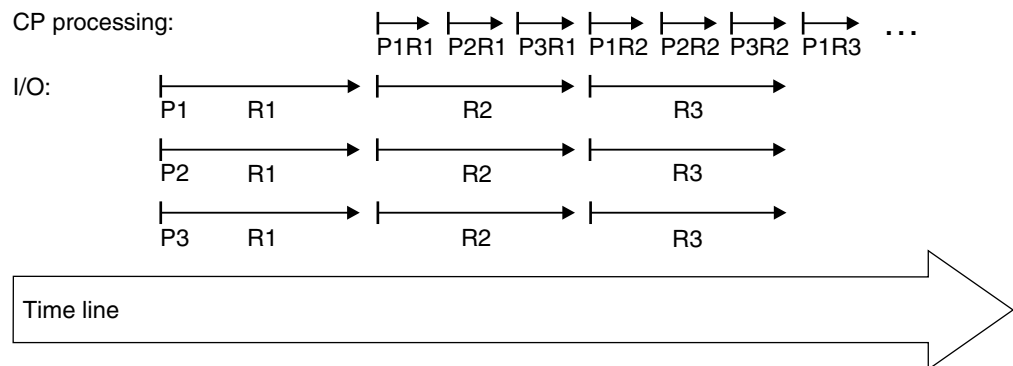 CP processing:
P1R1 P2R1 P3R1 P1R2 P2R2 P3R2 P1R3 ...
I/O:
P1 R1 R2 R3
P2 R1 R2 R3
P3 R1 R2 R3
Time line